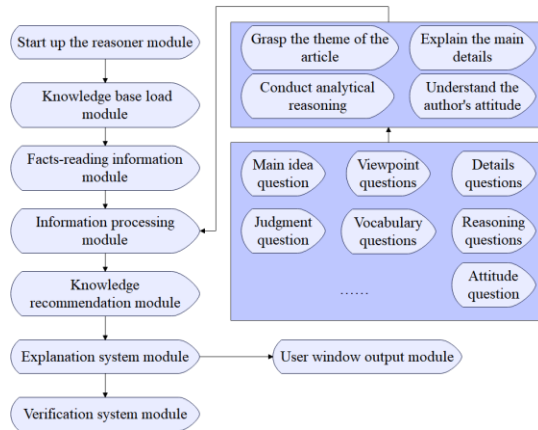 Start up the reasoner module
Knowledge base load
module
Facts-reading information
module
Information processing
module
Knowledge
recommendation module
Explanation system module
Verification system module
User window output module
Grasp the theme of the
article
Explain the main
details
Conduct analytical
reasoning
Understand the
author's attitude
Main idea
question
Viewpoint
questions
Details
questions
Judgment
question
Vocabulary
questions
Reasoning
questions
......
Attitude
question